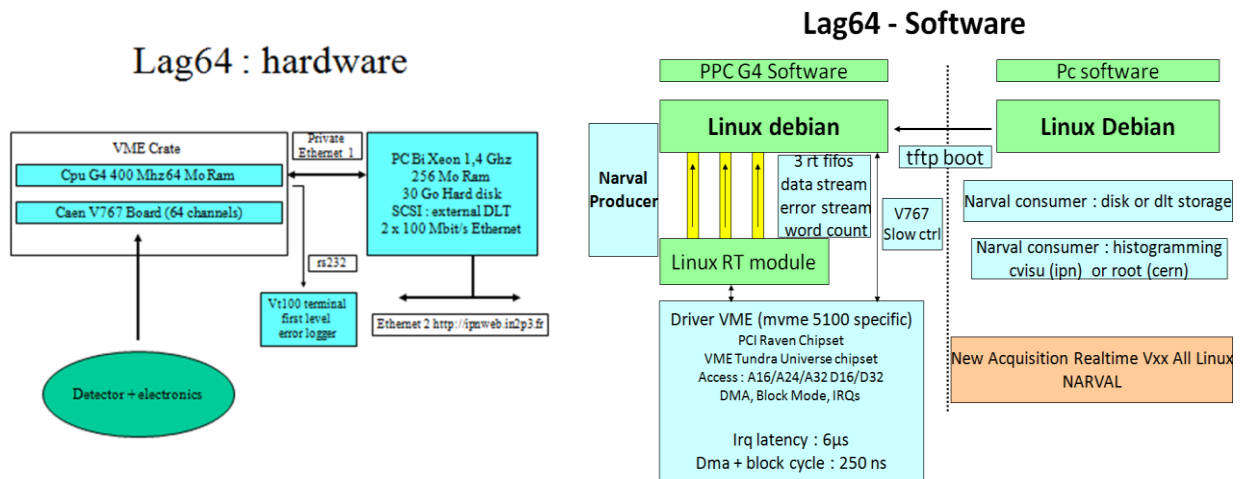 Lag64 : hardware
VME Crate
Cpu G4 400 Mhz 64 Mo Ram
Caen V767 Board (64 channels)
Private
Ethernet 1
PC Bi Xeon 1,4 Ghz
256 Mo Ram
30 Go Hard disk
SCSI : external DLT
2 x 100 Mbit/s Ethernet
rs232
Vt100 terminal
first level
error logger
Ethernet 2 http://ipnweb.in2p3.fr
Detector + electronics
Lag64 - Software
PPC G4 Software
Pc software
Linux debian
Linux Debian
tftp boot
Narval
Producer
3 rt fifos
data stream
error stream
word count
V767
Slow ctrl
Narval consumer : disk or dlt storage
Narval consumer : histogramming
cvisu (ipn) or root (cern)
Linux RT module
Driver VME (mvme 5100 specific)
PCI Raven Chipset
VME Tundra Universe chipset
Access : A16/A24/A32 D16/D32
DMA, Block Mode, IRQs
Irq latency : 6µs
Dma + block cycle : 250 ns
New Acquisition Realtime Vxx All Linux
NARVAL